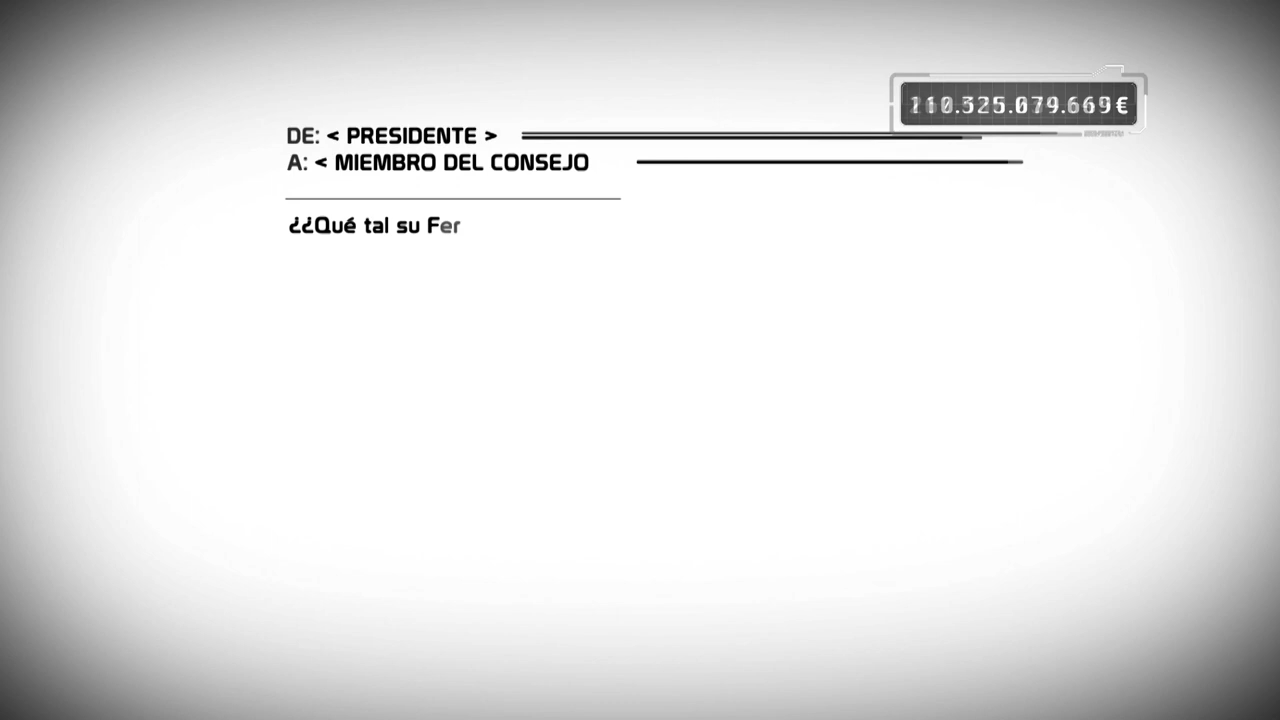 110.325.079.669€
DE: < PRESIDENTE >
A: < MIEMBRO DEL CONSEJO
¿¿Qué tal su Fer